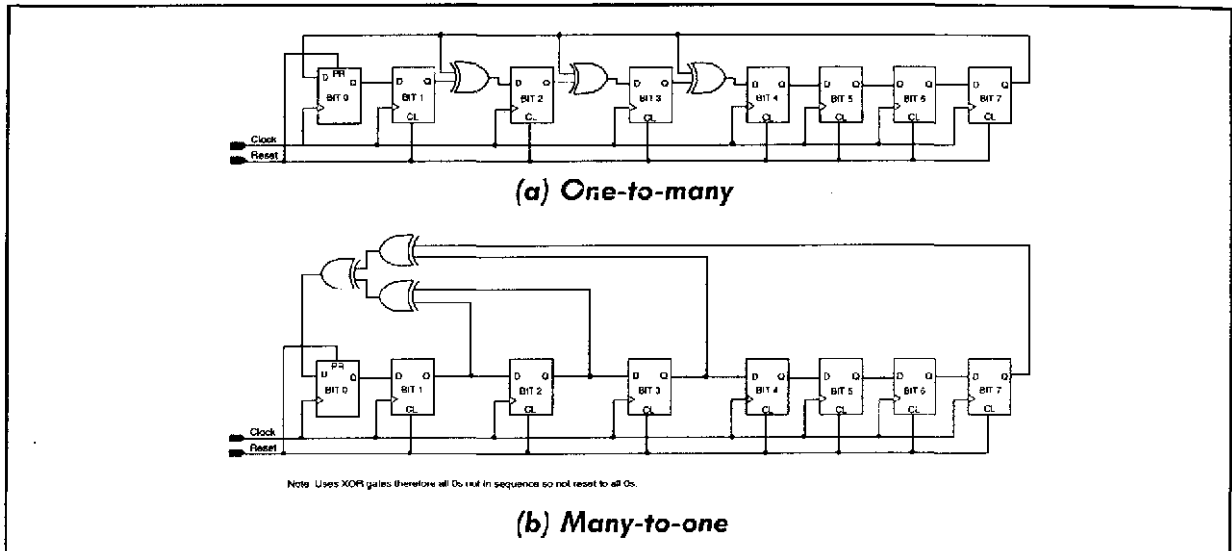 D PR Q BIT 0
D Q BIT 1 CL
D Q BIT 2 CL
D Q BIT 3 CL
D Q BIT 4 CL
D Q BIT 5 CL
D Q BIT 6 CL
D Q BIT 7 CL
Clock
Reset
(a) One-to-many
D PR Q BIT 0
D Q BIT 1 CL
D Q BIT 2 CL
D Q BIT 3 CL
D Q BIT 4 CL
D Q BIT 5 CL
D Q BIT 6 CL
D Q BIT 7 CL
Clock
Reset
Note: Uses XOR gates therefore all 0s not in sequence so not reset to all 0s.
(b) Many-to-one